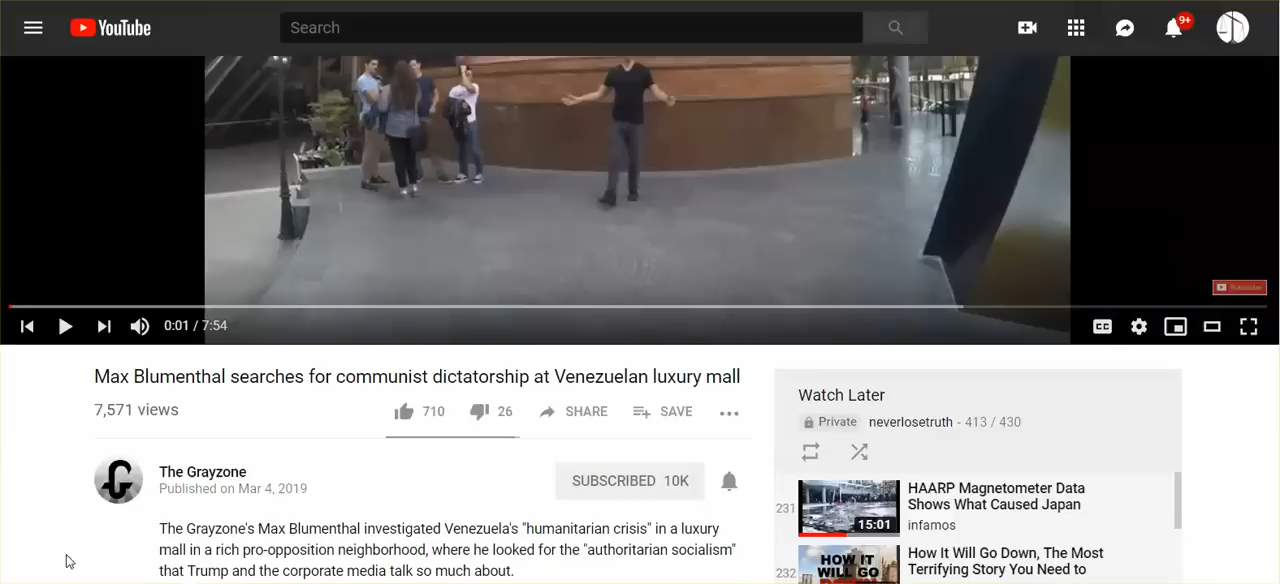 YouTube
Search
9+
Subscribe
0:01 / 7:54
CC
Max Blumenthal searches for communist dictatorship at Venezuelan luxury mall
7,571 views
710
26
SHARE
SAVE
The Grayzone
Published on Mar 4, 2019
SUBSCRIBED 10K
The Grayzone's Max Blumenthal investigated Venezuela's "humanitarian crisis" in a luxury
mall in a rich pro-opposition neighborhood, where he looked for the "authoritarian socialism"
that Trump and the corporate media talk so much about.
Watch Later
Private neverlosetruth - 413 / 430
231
15:01
HAARP Magnetometer Data
Shows What Caused Japan
infamos
232
HOW IT
WILL GO
DOWN
How It Will Go Down, The Most
Terrifying Story You Need to